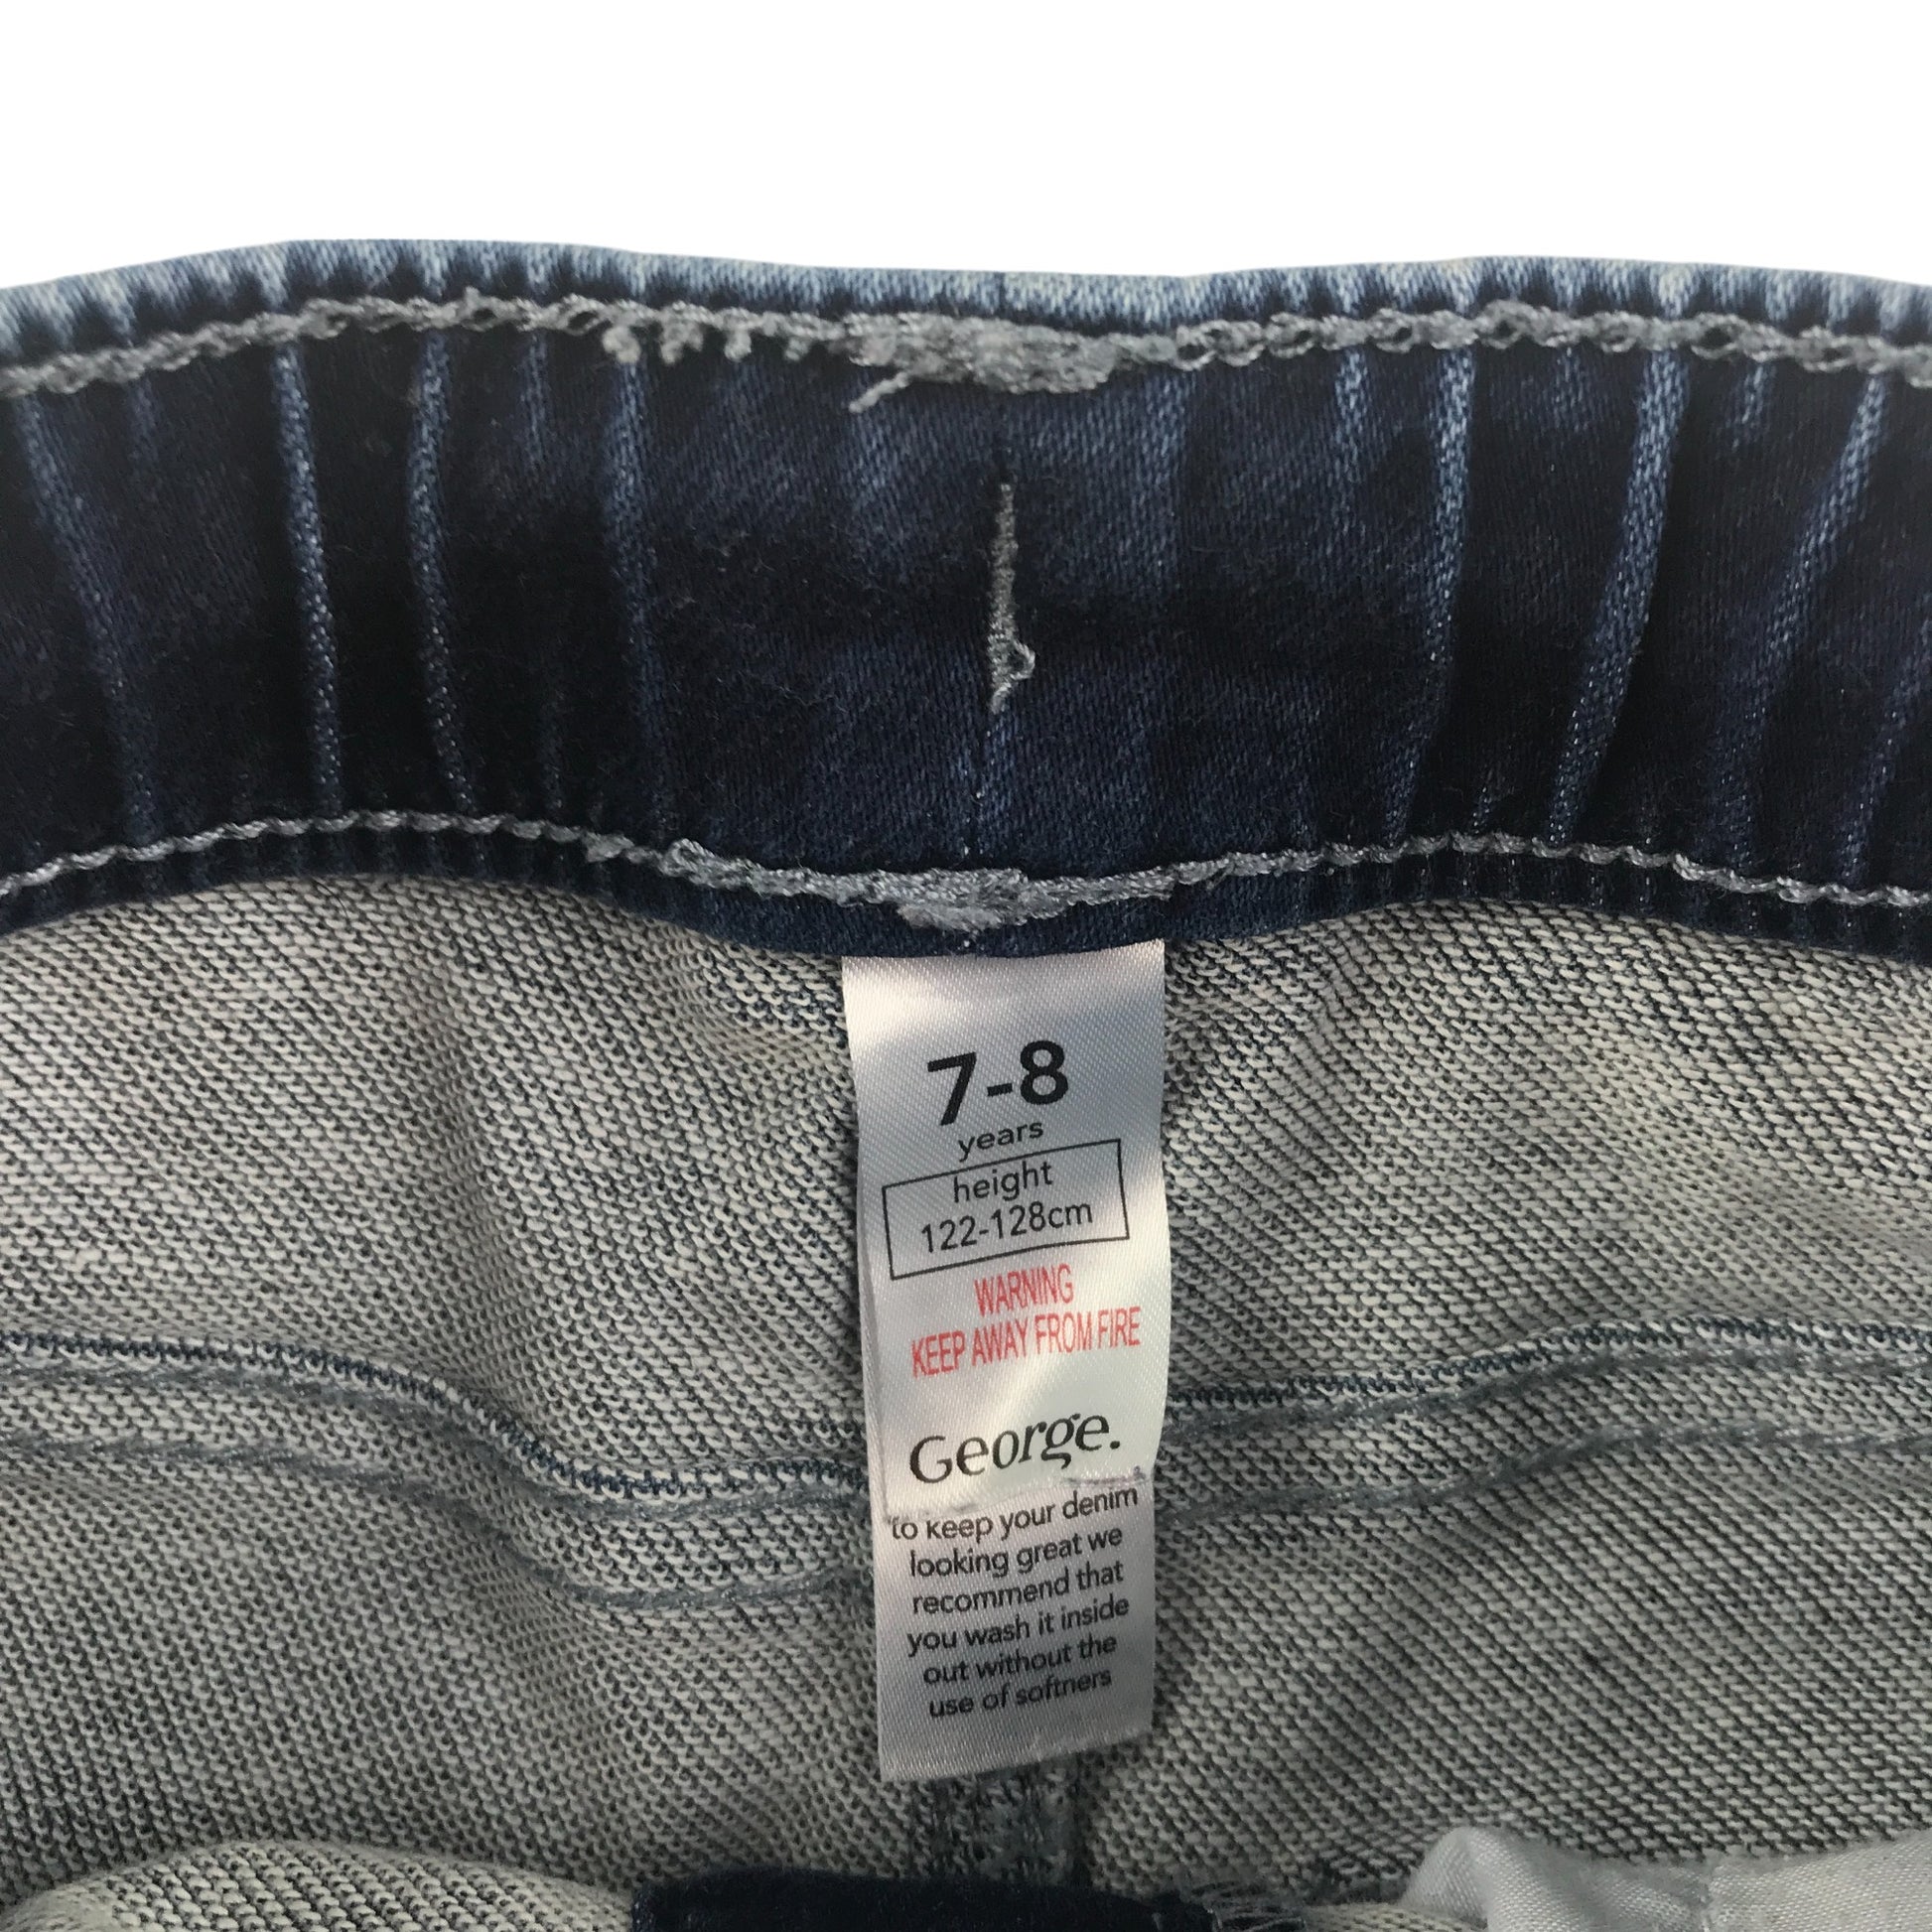 7-8
years
height
122-128cm
WARNING
KEEP AWAY FROM FIRE
George.
to keep your denim
looking great we
recommend that
you wash it inside
out without the
use of softners